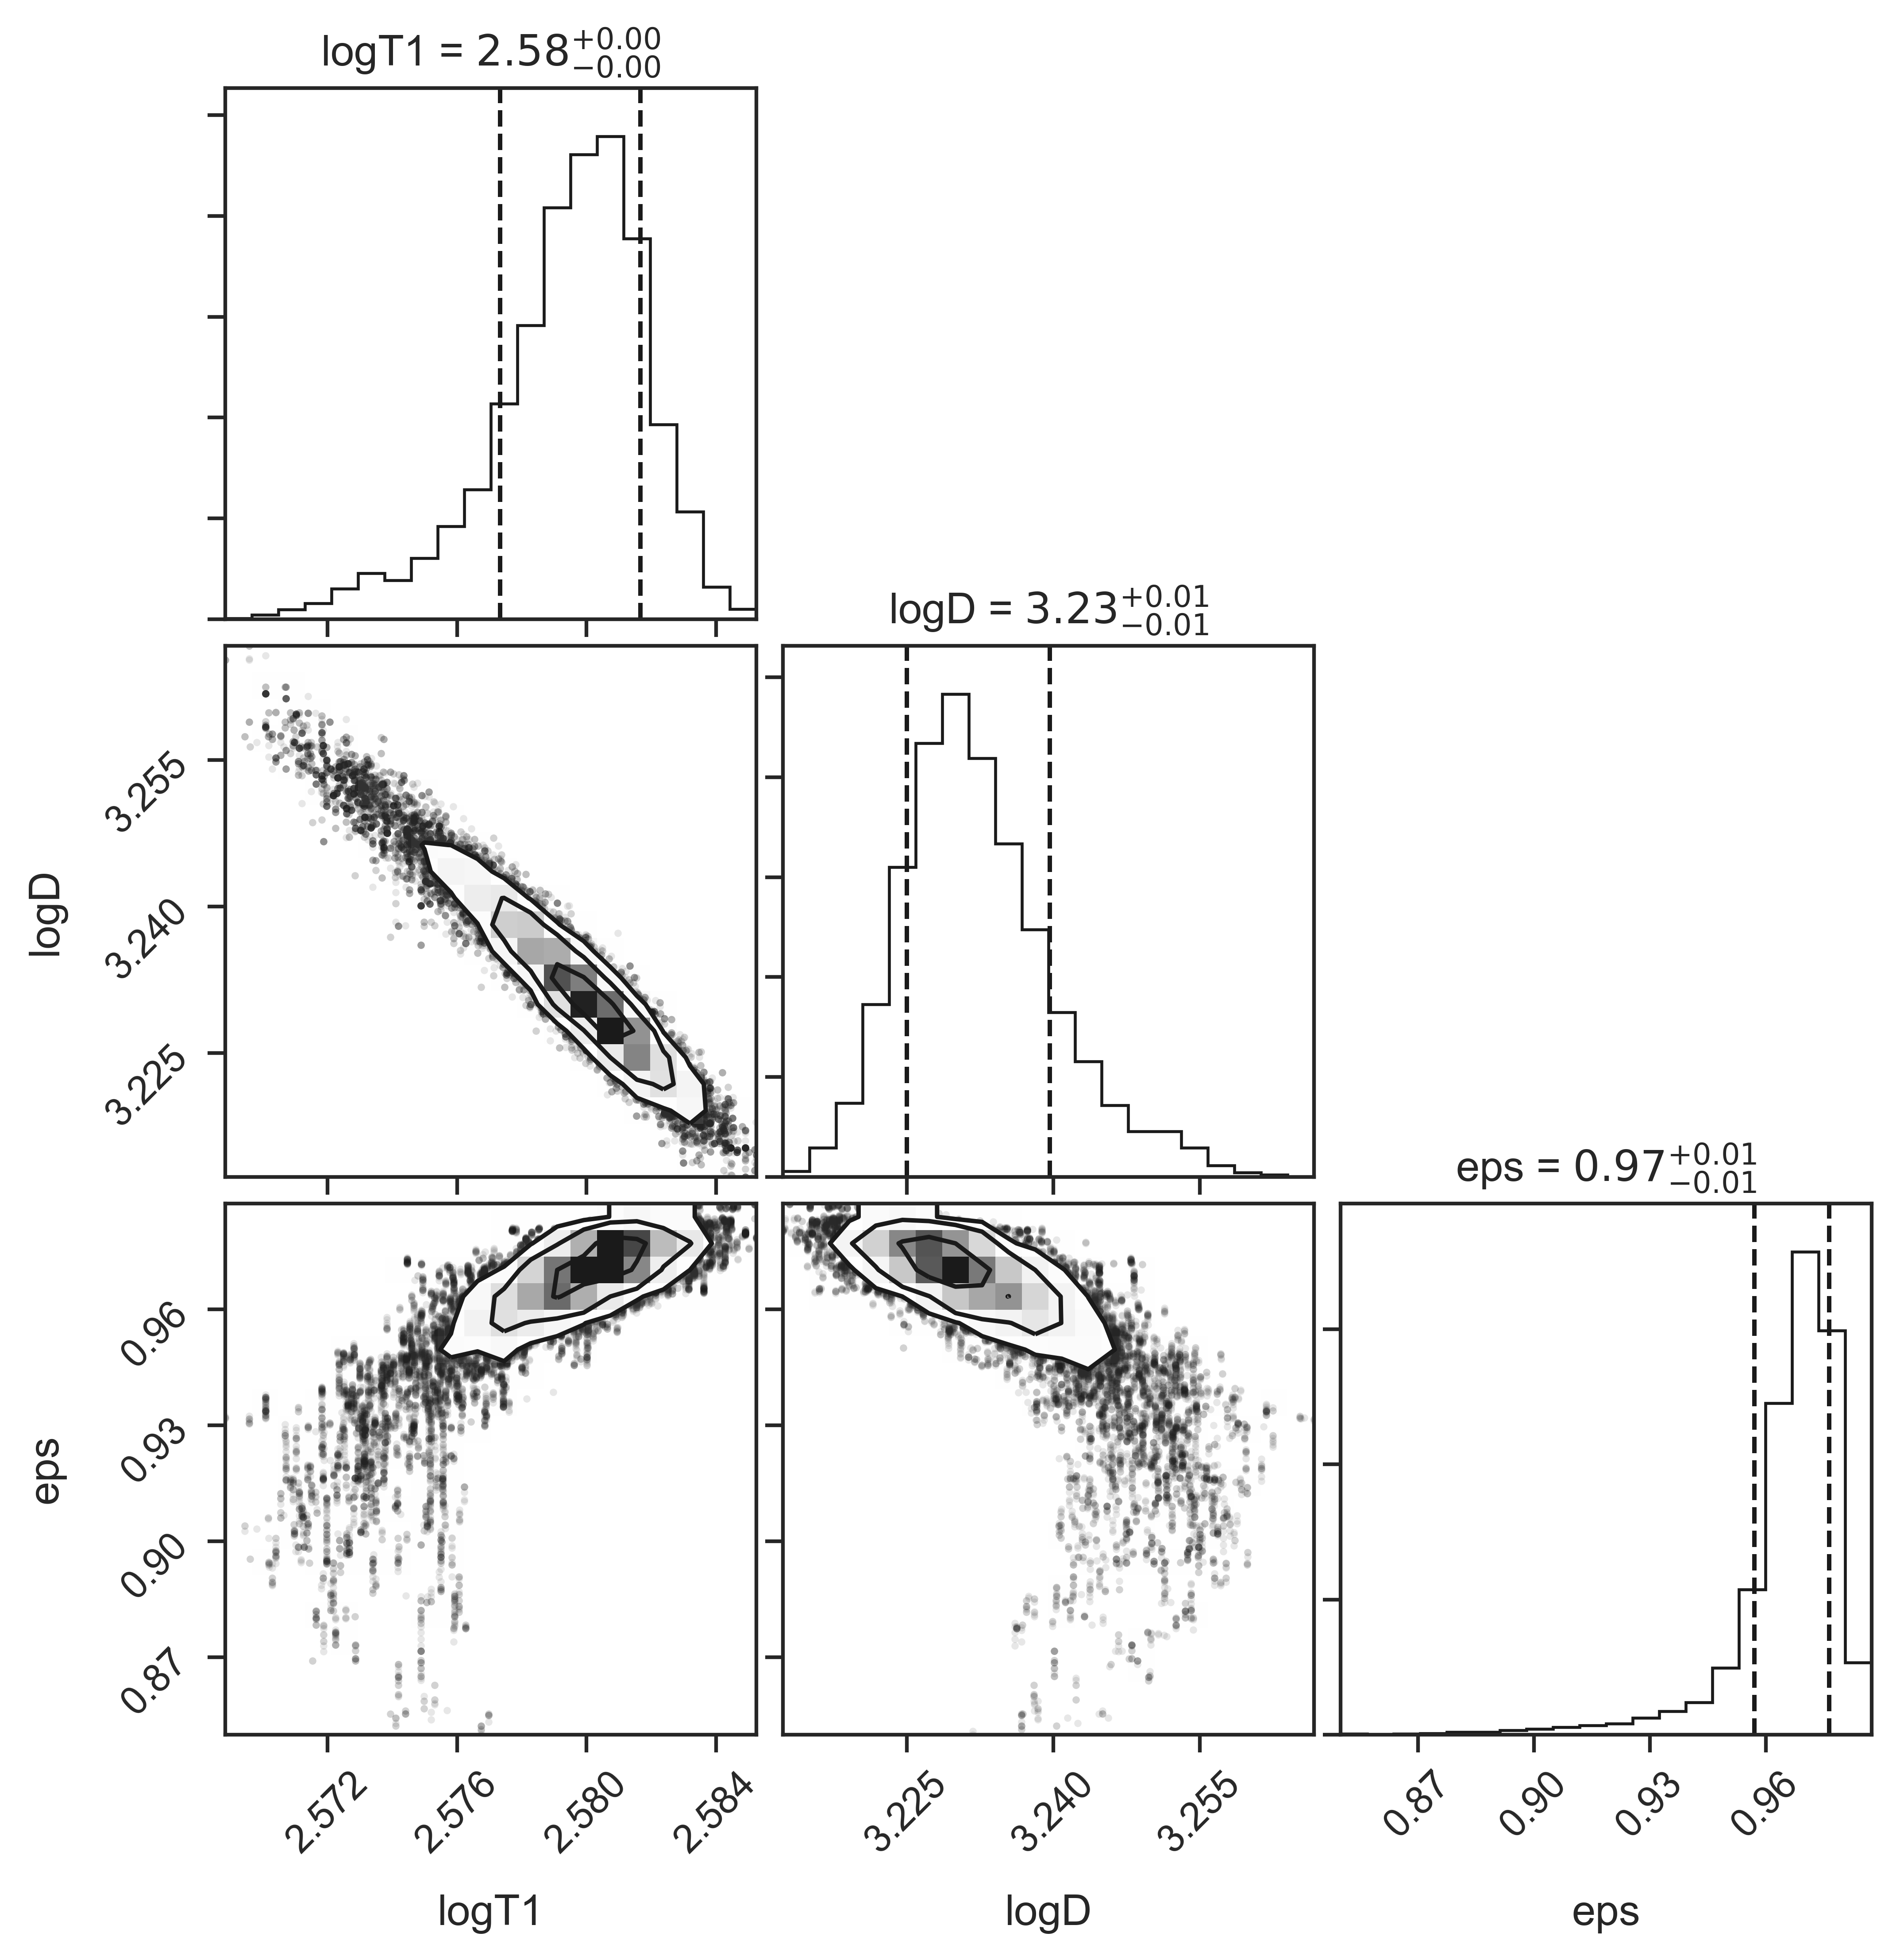 logT1 = 2.58 +0.00 −0.00
logD = 3.23 +0.01 −0.01
3.255
3.240
3.225
logD
eps = 0.97 +0.01 −0.01
0.96
0.93
0.90
0.87
eps
2.572 2.576 2.580 2.584 3.225 3.240 3.255 0.87 0.90 0.93 0.96
logT1 logD eps